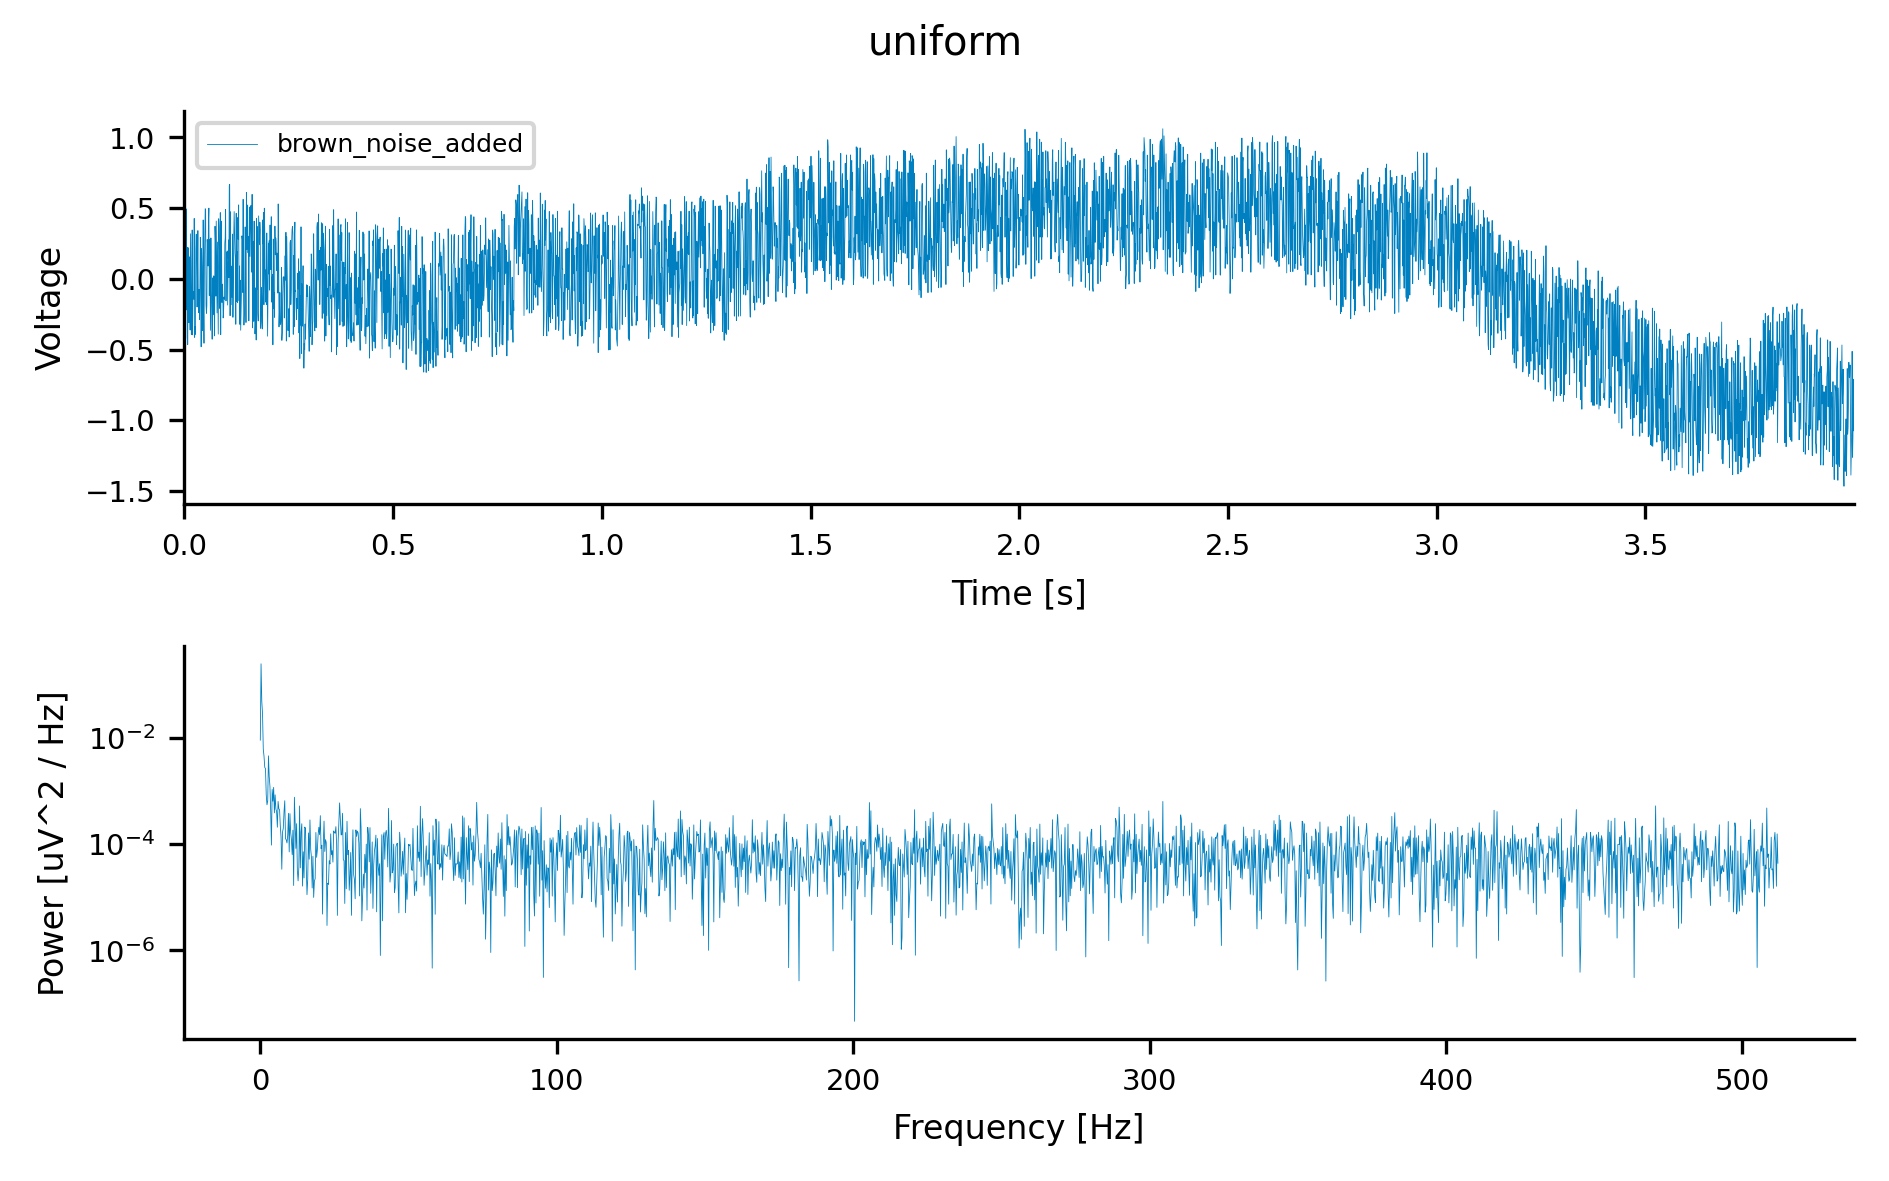 uniform
brown_noise_added
Voltage
1.0
0.5
0.0
−0.5
−1.0
−1.5
0.0 0.5 1.0 1.5 2.0 2.5 3.0 3.5
Time [s]
Power [uV^2 / Hz]
10⁻²
10⁻⁴
10⁻⁶
0 100 200 300 400 500
Frequency [Hz]